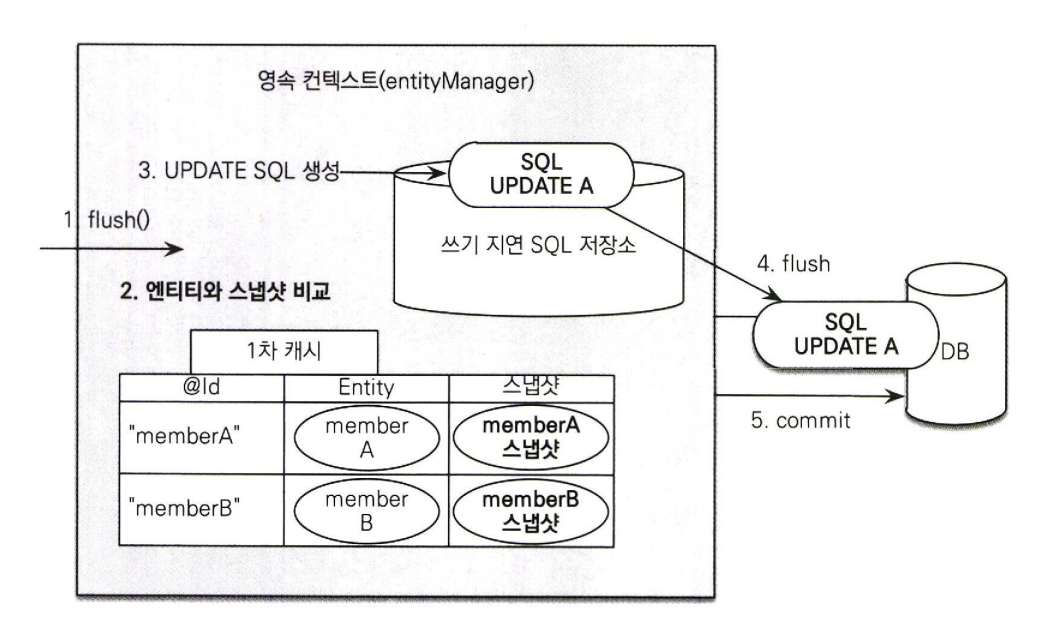 영속 컨텍스트(entityManager)
3. UPDATE SQL 생성
SQL
UPDATE A
1. flush()
쓰기 지연 SQL 저장소
4. flush
2. 엔티티와 스냅샷 비교
SQL
UPDATE A
DB
1차 캐시
@Id
Entity
스냅샷
5. commit
"memberA"
member
A
memberA
스냅샷
"memberB"
member
B
memberB
스냅샷